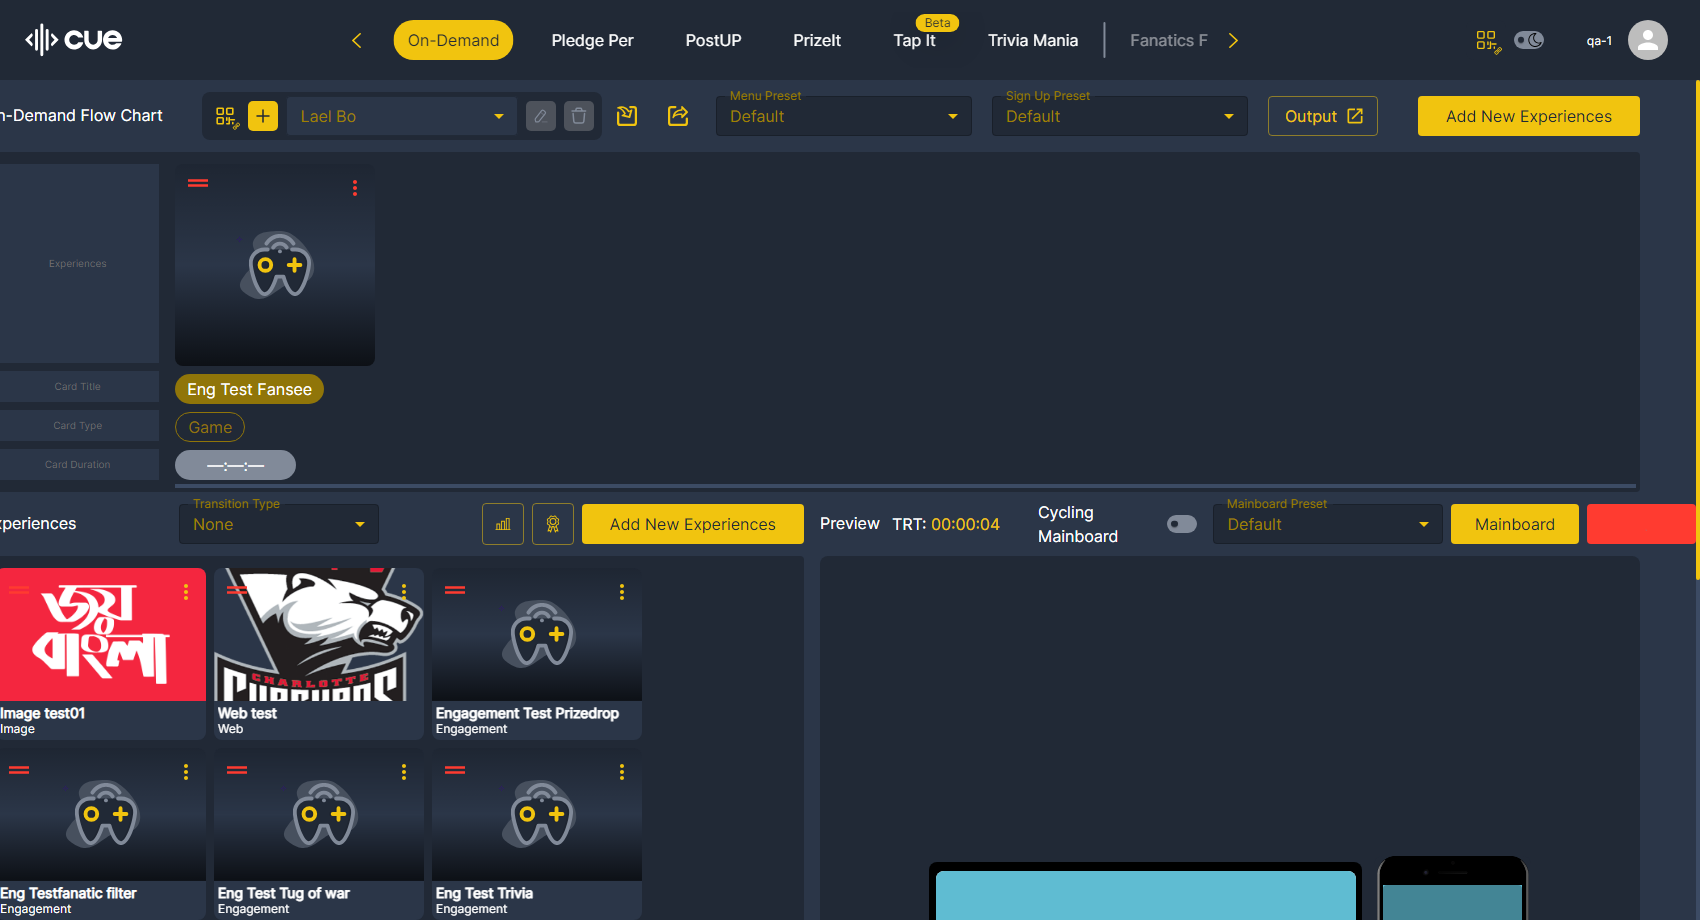 cue
On-Demand
Pledge Per
PostUP
PrizeIt
Beta
Tap It
Trivia Mania
Fanatics F
qa-1
n-Demand Flow Chart
Lael Bo
Menu Preset
Default
Sign Up Preset
Default
Output
Add New Experiences
Experiences
Card Title
Card Type
Card Duration
Eng Test Fansee
Game
—:—:—
xperiences
Transition Type
None
Add New Experiences
Preview
TRT: 00:00:04
Cycling
Mainboard
Mainboard Preset
Default
Mainboard
জয়
বাংলা
Image test01
Image
CHARLOTTE
Web test
Web
Engagement Test Prizedrop
Engagement
Eng Testfanatic filter
Engagement
Eng Test Tug of war
Engagement
Eng Test Trivia
Engagement